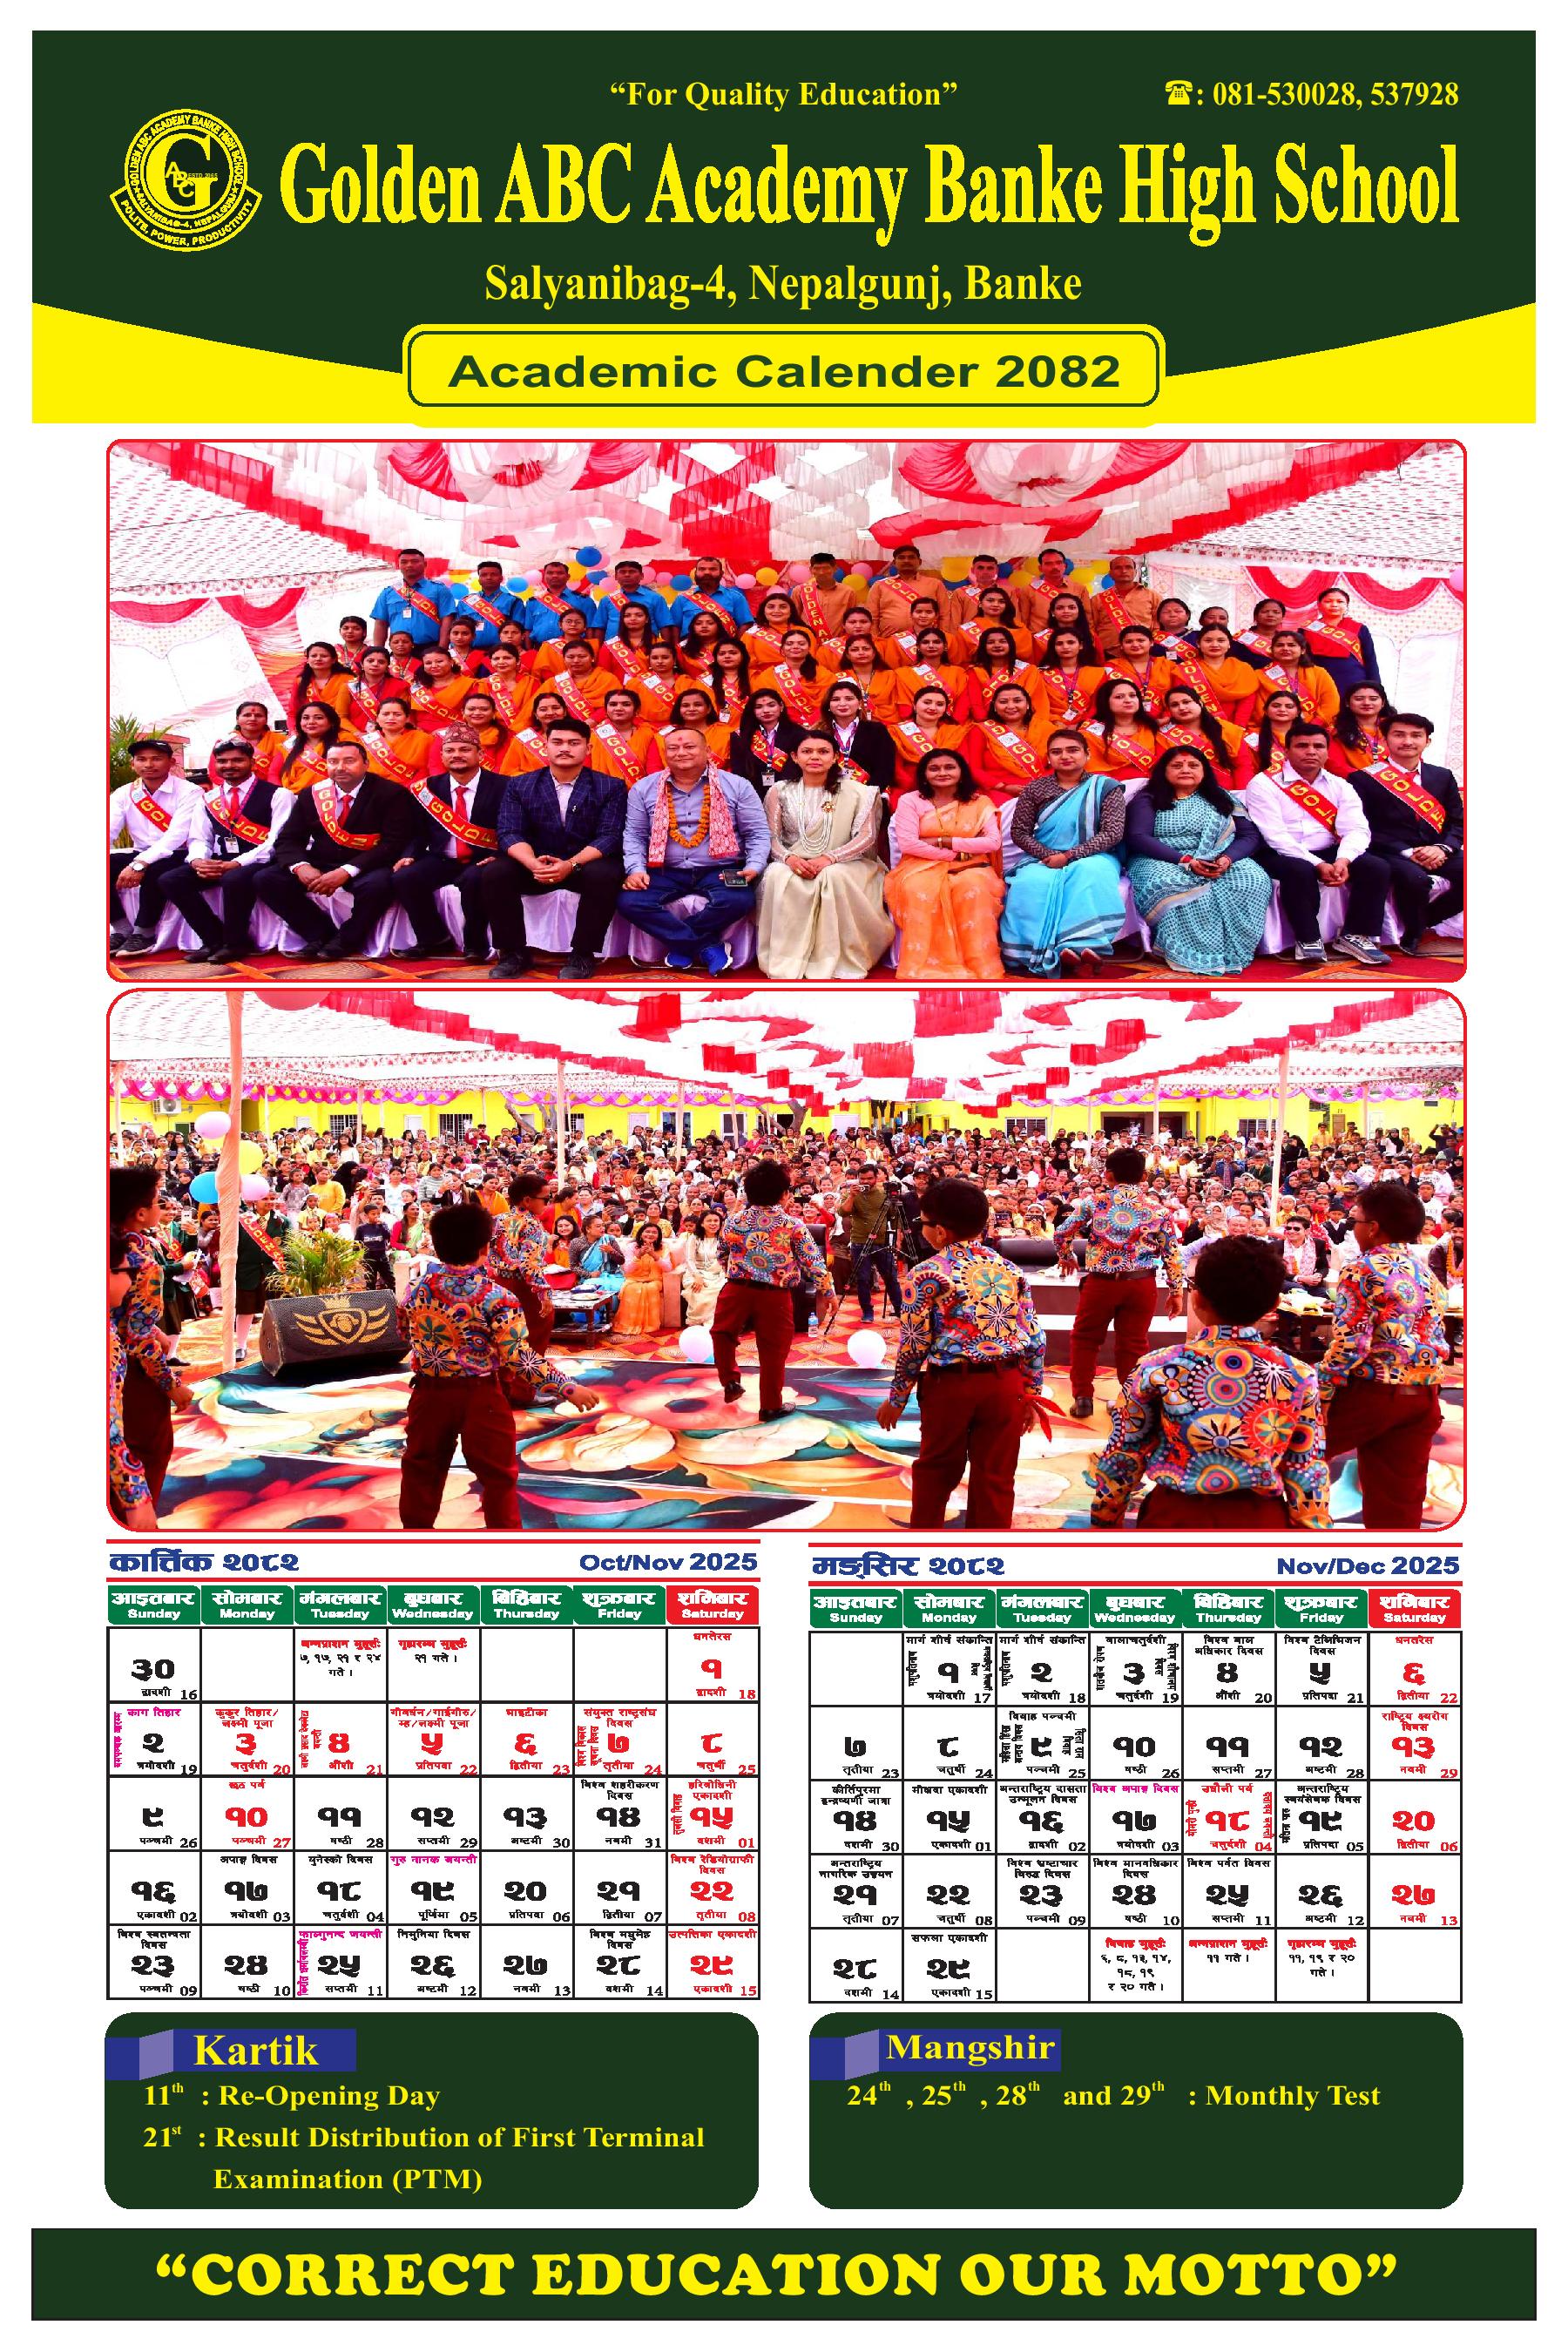 “For Quality Education”
☎: 081-530028, 537928
GOLDEN ABC ACADEMY BANKE HIGH SCHOOL
SALYANIBAG-4, NEPALGUNJ
POLITE, POWER, PRODUCTIVITY
G
ABC
Golden ABC Academy Banke High School
Salyanibag-4, Nepalgunj, Banke
Academic Calender 2082
कार्तिक २०८२ Oct/Nov 2025
आइतबार सोमबार मंगलबार बुधबार बिहिबार शुक्रबार शनिबार
Sunday Monday Tuesday Wednesday Thursday Friday Saturday
अन्नप्राशन मुहूर्तः गृहारम्भ मुहूर्तः धनतेरस
७, १५, २१ र २४ २१ गते ।
गते ।
३० १
द्वादशी 16 द्वादशी 18
काग तिहार कुकुर तिहार/ गोवर्धन/गाईगोरु/ भाइटीका संयुक्त राष्ट्रसंघ
लक्ष्मी पूजा म्ह/लक्ष्मी पूजा दिवस
२ ३ ४ ५ ६ ७ ८
त्रयोदशी 19 चतुर्दशी 20 औंशी 21 प्रतिपदा 22 द्वितीया 23 तृतीया 24 चतुर्थी 25
छठ पर्व विश्व शहरीकरण हरिबोधिनी
दिवस एकादशी
तुलसी विवाह
९ १० ११ १२ १३ १४ १५
पञ्चमी 26 पञ्चमी 27 षष्ठी 28 सप्तमी 29 अष्टमी 30 नवमी 31 दशमी 01
अपाङ्ग दिवस युनेस्को दिवस गुरु नानक जयन्ती विश्व रेडियोग्राफी
दिवस
१६ १७ १८ १९ २० २१ २२
एकादशी 02 त्रयोदशी 03 चतुर्दशी 04 पूर्णिमा 05 प्रतिपदा 06 द्वितीया 07 तृतीया 08
विश्व स्वतन्त्रता फाल्गुनन्द जयन्ती निमुनिया दिवस विश्व मधुमेह उत्पत्तिका एकादशी
दिवस दिवस
२३ २४ २५ २६ २७ २८ २९
पञ्चमी 09 षष्ठी 10 सप्तमी 11 अष्टमी 12 नवमी 13 दशमी 14 एकादशी 15
मङ्सिर २०८२ Nov/Dec 2025
आइतबार सोमबार मंगलबार बुधबार बिहिबार शुक्रबार शनिबार
Sunday Monday Tuesday Wednesday Thursday Friday Saturday
मार्ग शीर्ष संक्रान्ति मार्ग शीर्ष संक्रान्ति बालाचतुर्दशी विश्व बाल विश्व टेलिभिजन धनतेरस
अधिकार दिवस दिवस
१ २ ३ ४ ५ ६
त्रयोदशी 17 त्रयोदशी 18 चतुर्दशी 19 औंशी 20 प्रतिपदा 21 द्वितीया 22
विवाह पञ्चमी राष्ट्रिय क्षयरोग
दिवस
७ ८ ९ १० ११ १२ १३
तृतीया 23 चतुर्थी 24 पञ्चमी 25 षष्ठी 26 सप्तमी 27 अष्टमी 28 नवमी 29
कीर्तिपुरमा मोक्षदा एकादशी अन्तराष्ट्रिय दासता विश्व अपाङ्ग दिवस उधौली पर्व अन्तराष्ट्रिय
इन्द्रायणी जात्रा उन्मूलन दिवस स्वयंसेवक दिवस
१४ १५ १६ १७ १८ १९ २०
दशमी 30 एकादशी 01 द्वादशी 02 त्रयोदशी 03 चतुर्दशी 04 प्रतिपदा 05 द्वितीया 06
अन्तराष्ट्रिय विश्व भ्रष्टाचार विश्व मानवधिकार विश्व पर्वत दिवस
नागरिक उड्डयन विरुद्ध दिवस दिवस
२१ २२ २३ २४ २५ २६ २७
तृतीया 07 चतुर्थी 08 पञ्चमी 09 षष्ठी 10 सप्तमी 11 अष्टमी 12 नवमी 13
सफला एकादशी विवाह मुहूर्तः अन्नप्राशन मुहूर्तः गृहारम्भ मुहूर्तः
६, ८, १३, १४, ११ गते । ११, १९ र २०
१८, १९ गते ।
र २० गते ।
२८ २९
दशमी 14 एकादशी 15
Kartik
11th : Re-Opening Day
21st : Result Distribution of First Terminal
Examination (PTM)
Mangshir
24th , 25th , 28th and 29th : Monthly Test
“CORRECT EDUCATION OUR MOTTO”